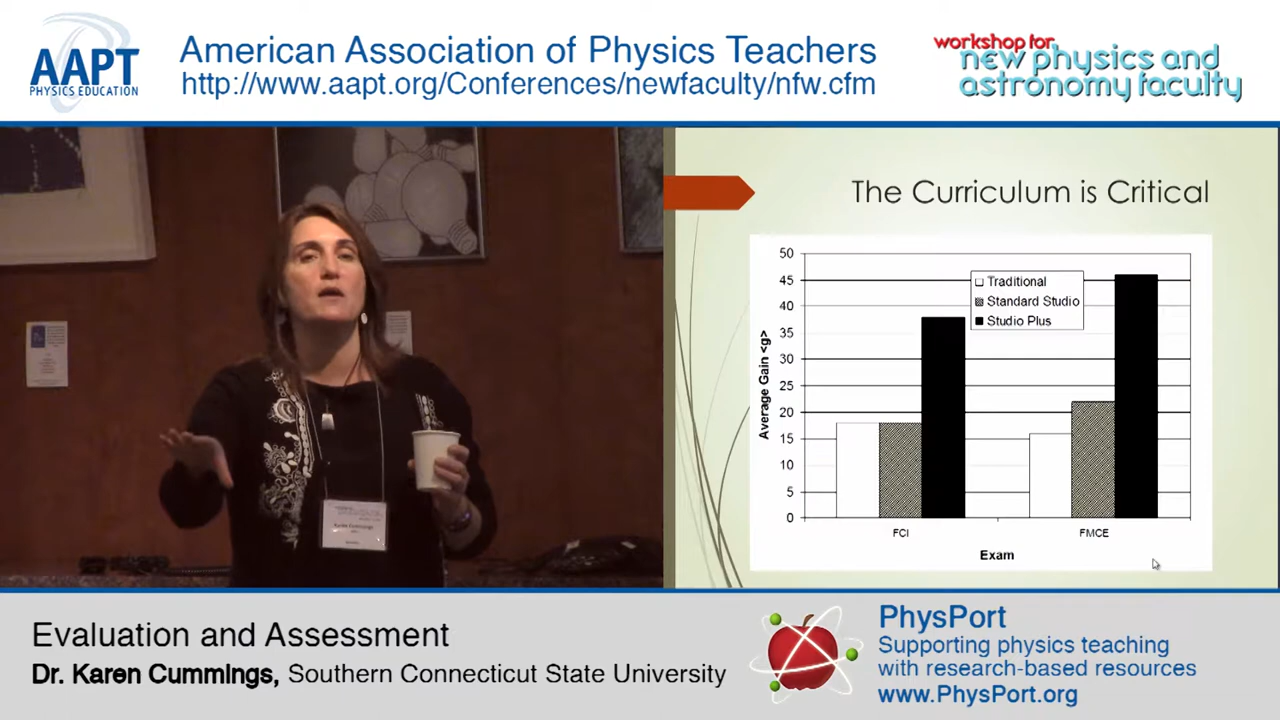 AAPT
PHYSICS EDUCATION
American Association of Physics Teachers
http://www.aapt.org/Conferences/newfaculty/nfw.cfm
workshop for
new physics and
astronomy faculty
The Curriculum is Critical
50
45
40
35
30
25
20
15
10
5
0
Average Gain <g>
Traditional
Standard Studio
Studio Plus
FCI
FMCE
Exam
Karen Cummings
Evaluation and Assessment
Dr. Karen Cummings, Southern Connecticut State University
PhysPort
Supporting physics teaching
with research-based resources
www.PhysPort.org